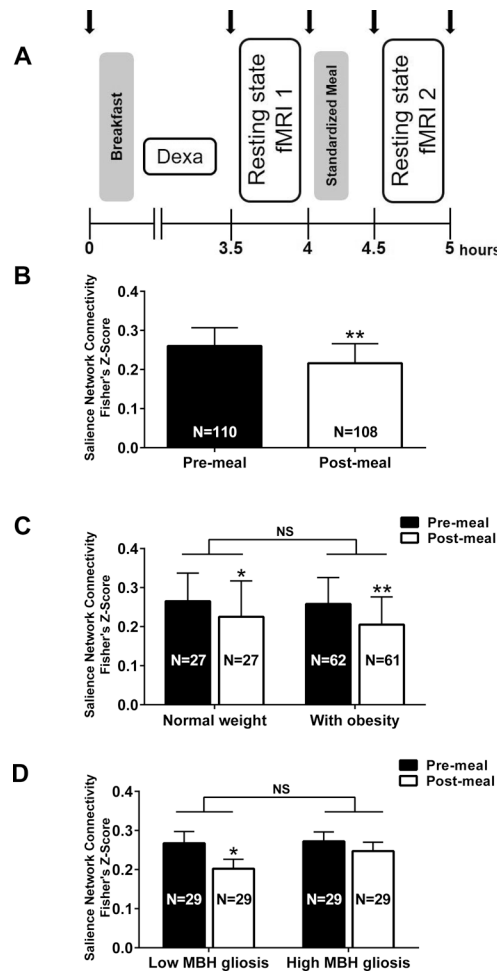 A
Breakfast
Dexa
Resting state
fMRI 1
Standardized Meal
Resting state
fMRI 2
0
3.5
4
4.5
5
hours
B
Salience Network Connectivity
Fisher's Z-Score
0.4
0.3
0.2
0.1
0.0
**
N=110
N=108
Pre-meal
Post-meal
C
Pre-meal
Post-meal
NS
Salience Network Connectivity
Fisher's Z-Score
0.4
0.3
0.2
0.1
0.0
*
**
N=27
N=27
N=62
N=61
Normal weight
With obesity
D
Pre-meal
Post-meal
NS
Salience Network Connectivity
Fisher's Z-Score
0.4
0.3
0.2
0.1
0.0
*
N=29
N=29
N=29
N=29
Low MBH gliosis
High MBH gliosis